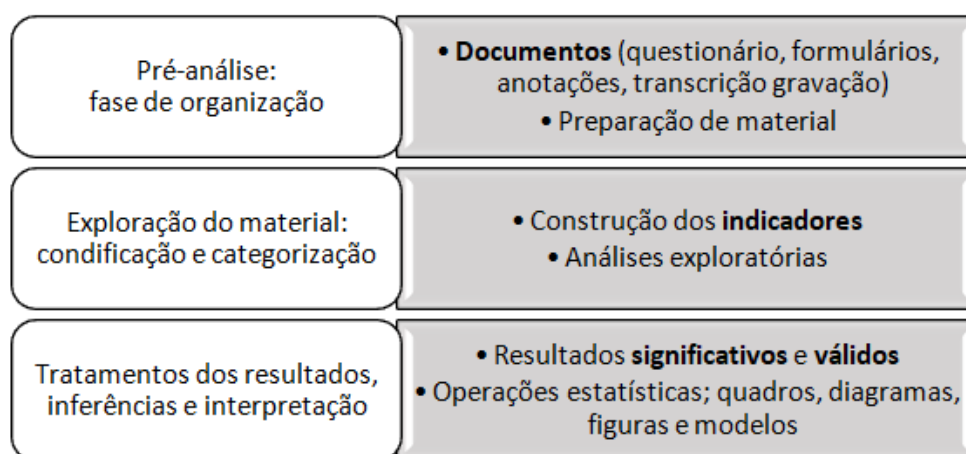 Pré-análise:
fase de organização
• Documentos (questionário, formulários,
anotações, transcrição gravação)
• Preparação de material
Exploração do material:
condificação e categorização
• Construção dos indicadores
• Análises exploratórias
Tratamentos dos resultados,
inferências e interpretação
• Resultados significativos e válidos
• Operações estatísticas; quadros, diagramas,
figuras e modelos